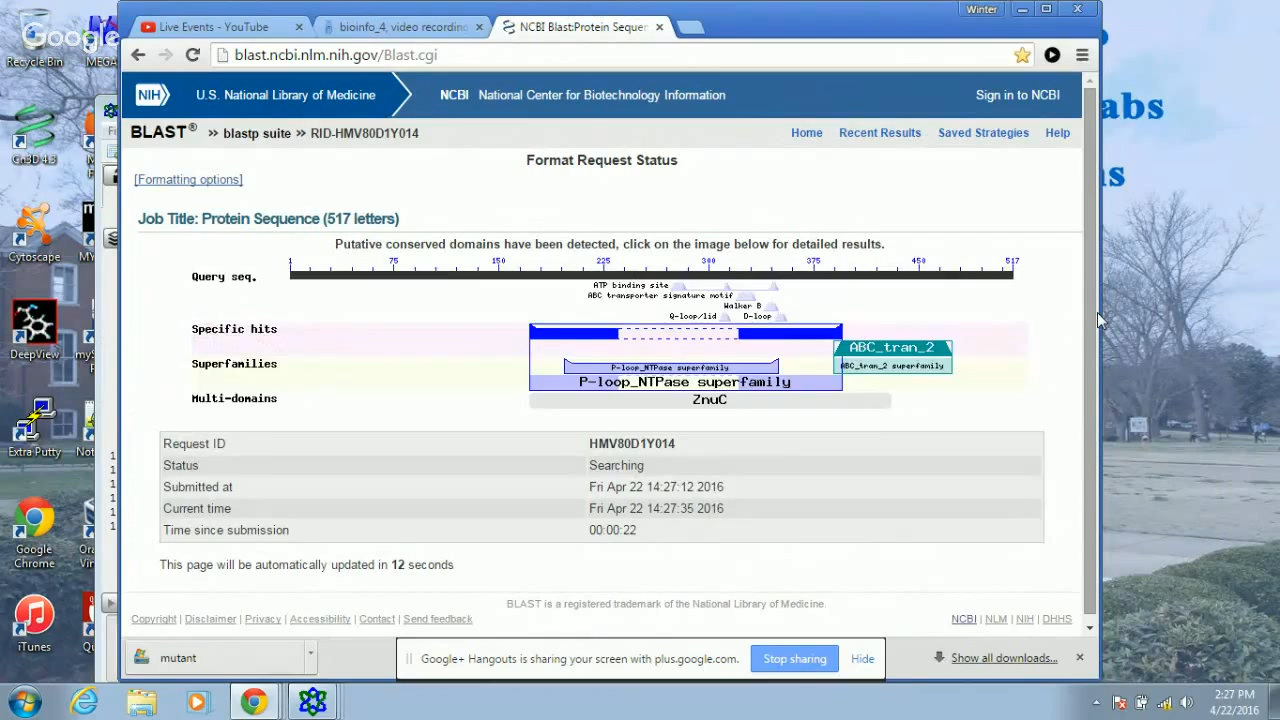 Google
Recycle Bin
MEGA
Cn3D 4.3
Cytoscape
DeepView
Extra Putty
Google Chrome
iTunes
Winter
Live Events - YouTube
bioinfo_4, video recording
NCBI Blast:Protein Sequer
blast.ncbi.nlm.nih.gov/Blast.cgi
NIH U.S. National Library of Medicine NCBI National Center for Biotechnology Information Sign in to NCBI
BLAST® » blastp suite » RID-HMV80D1Y014 Home Recent Results Saved Strategies Help
Format Request Status
[Formatting options]
Job Title: Protein Sequence (517 letters)
Putative conserved domains have been detected, click on the image below for detailed results.
1 75 150 225 300 375 450 517
Query seq.
ATP binding site
ABC transporter signature motif
Walker B
Q-loop/lid D-loop
Specific hits
ABC_tran_2
Superfamilies
P-loop_NTPase superfamily
ABC_tran_2 superfamily
P-loop_NTPase superfamily
Multi-domains
ZnuC
Request ID HMV80D1Y014
Status Searching
Submitted at Fri Apr 22 14:27:12 2016
Current time Fri Apr 22 14:27:35 2016
Time since submission 00:00:22
This page will be automatically updated in 12 seconds
BLAST is a registered trademark of the National Library of Medicine.
Copyright | Disclaimer | Privacy | Accessibility | Contact | Send feedback NCBI | NLM | NIH | DHHS
mutant
Google+ Hangouts is sharing your screen with plus.google.com. Stop sharing Hide
Show all downloads...
2:27 PM
4/22/2016